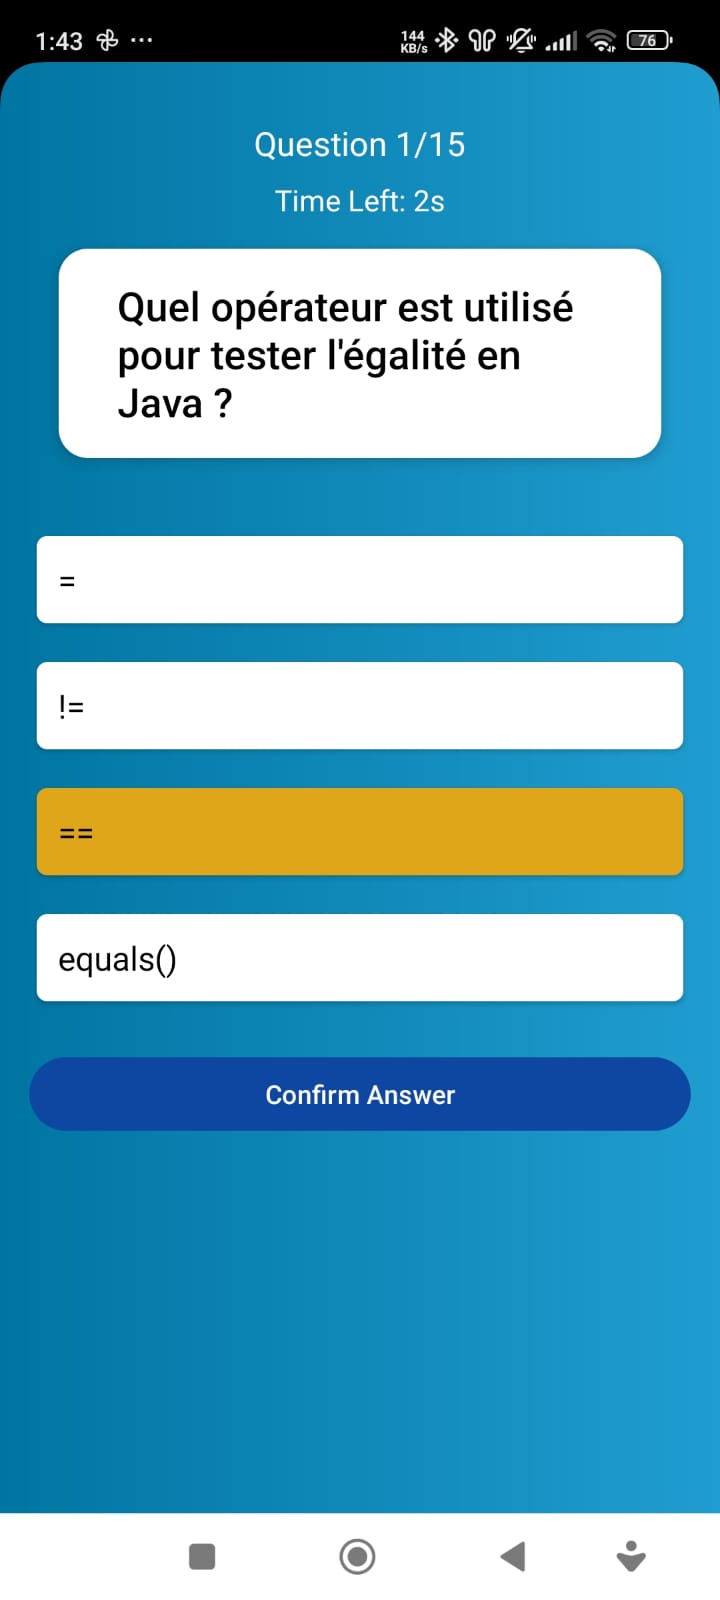 1:43
144
KB/s
76
Question 1/15
Time Left: 2s
Quel opérateur est utilisé
pour tester l'égalité en
Java ?
=
!=
==
equals()
Confirm Answer